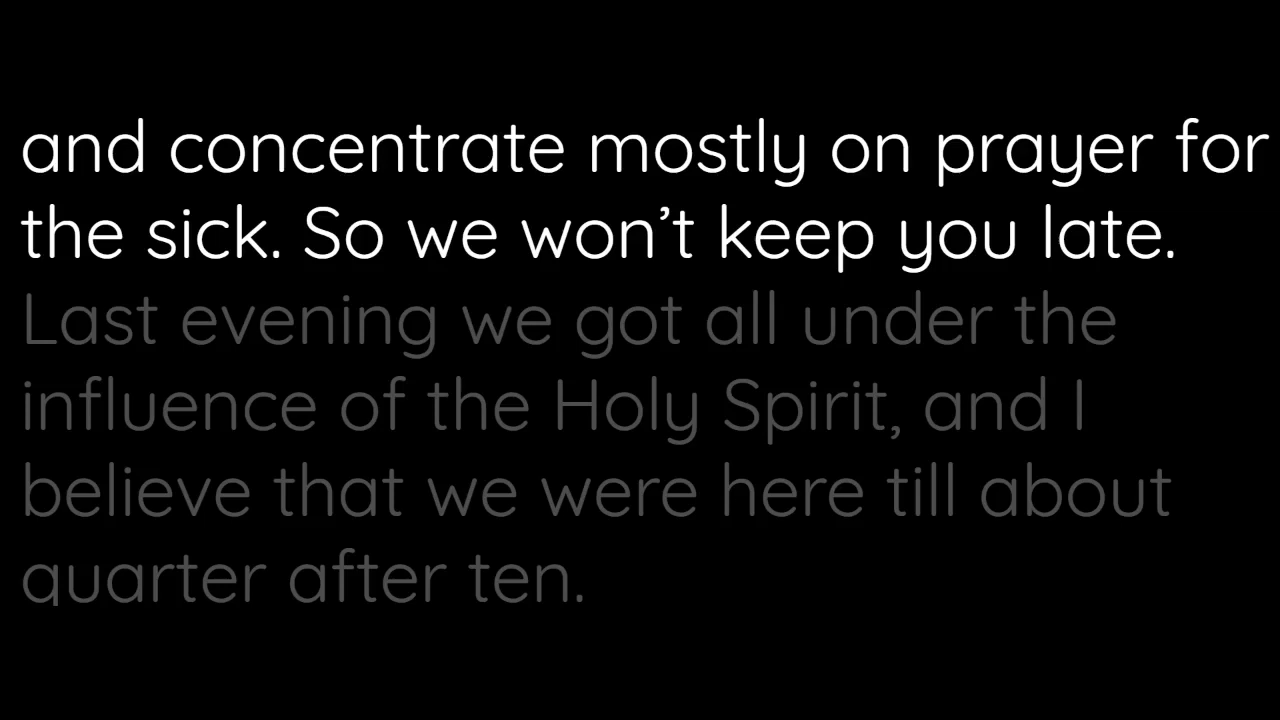 and concentrate mostly on prayer for
the sick. So we won’t keep you late.
Last evening we got all under the
influence of the Holy Spirit, and I
believe that we were here till about
quarter after ten.